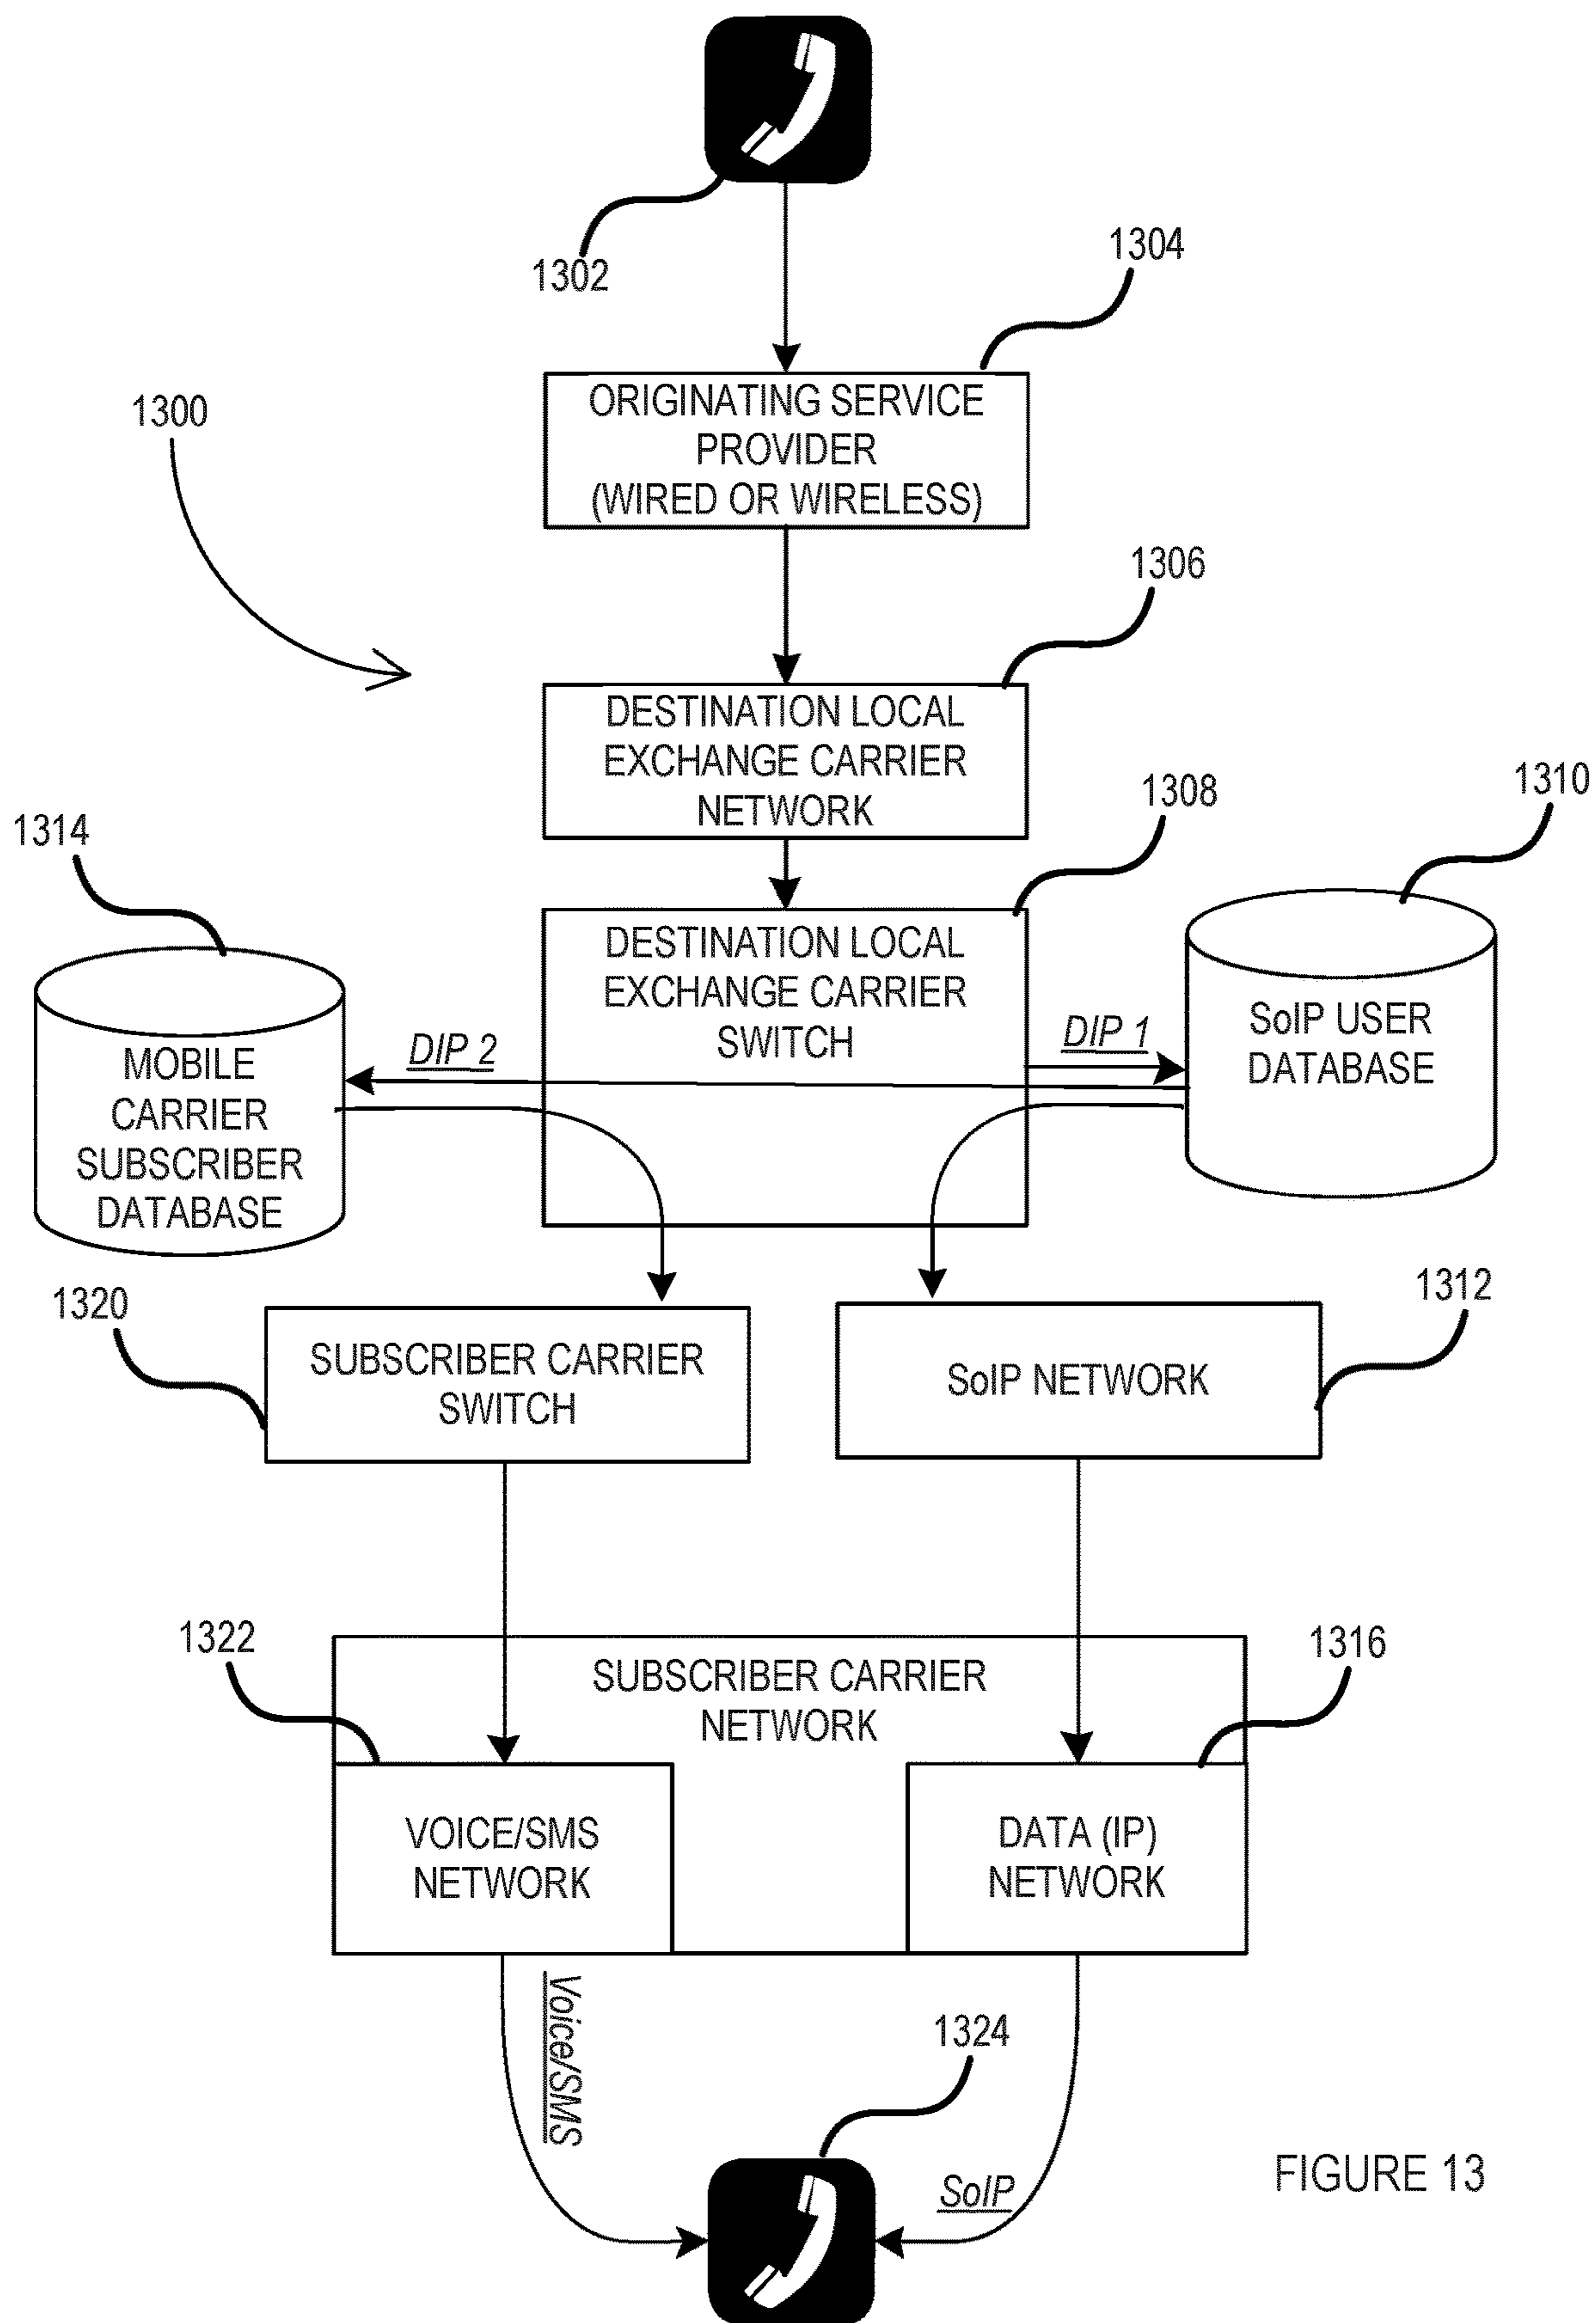 1302
1304
ORIGINATING SERVICE
PROVIDER
(WIRED OR WIRELESS)
1300
1306
DESTINATION LOCAL
EXCHANGE CARRIER
NETWORK
1308
1310
1314
DESTINATION LOCAL
EXCHANGE CARRIER
SWITCH
SoIP USER
DATABASE
DIP 1
DIP 2
MOBILE
CARRIER
SUBSCRIBER
DATABASE
1320
1312
SUBSCRIBER CARRIER
SWITCH
SoIP NETWORK
1322
1316
SUBSCRIBER CARRIER
NETWORK
VOICE/SMS
NETWORK
DATA (IP)
NETWORK
Voice/SMS
1324
SoIP
FIGURE 13